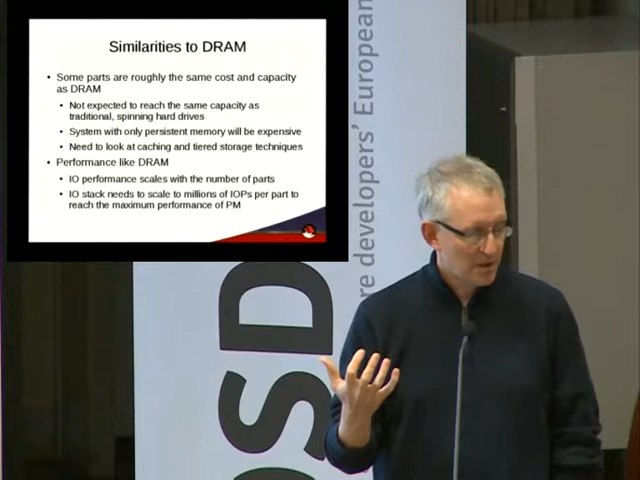 Similarities to DRAM
• Some parts are roughly the same cost and capacity
as DRAM
• Not expected to reach the same capacity as
traditional, spinning hard drives
• System with only persistent memory will be expensive
• Need to look at caching and tiered storage techniques
• Performance like DRAM
• IO performance scales with the number of parts
• IO stack needs to scale to millions of IOPs per part to
reach the maximum performance of PM
re developers' European
OSD